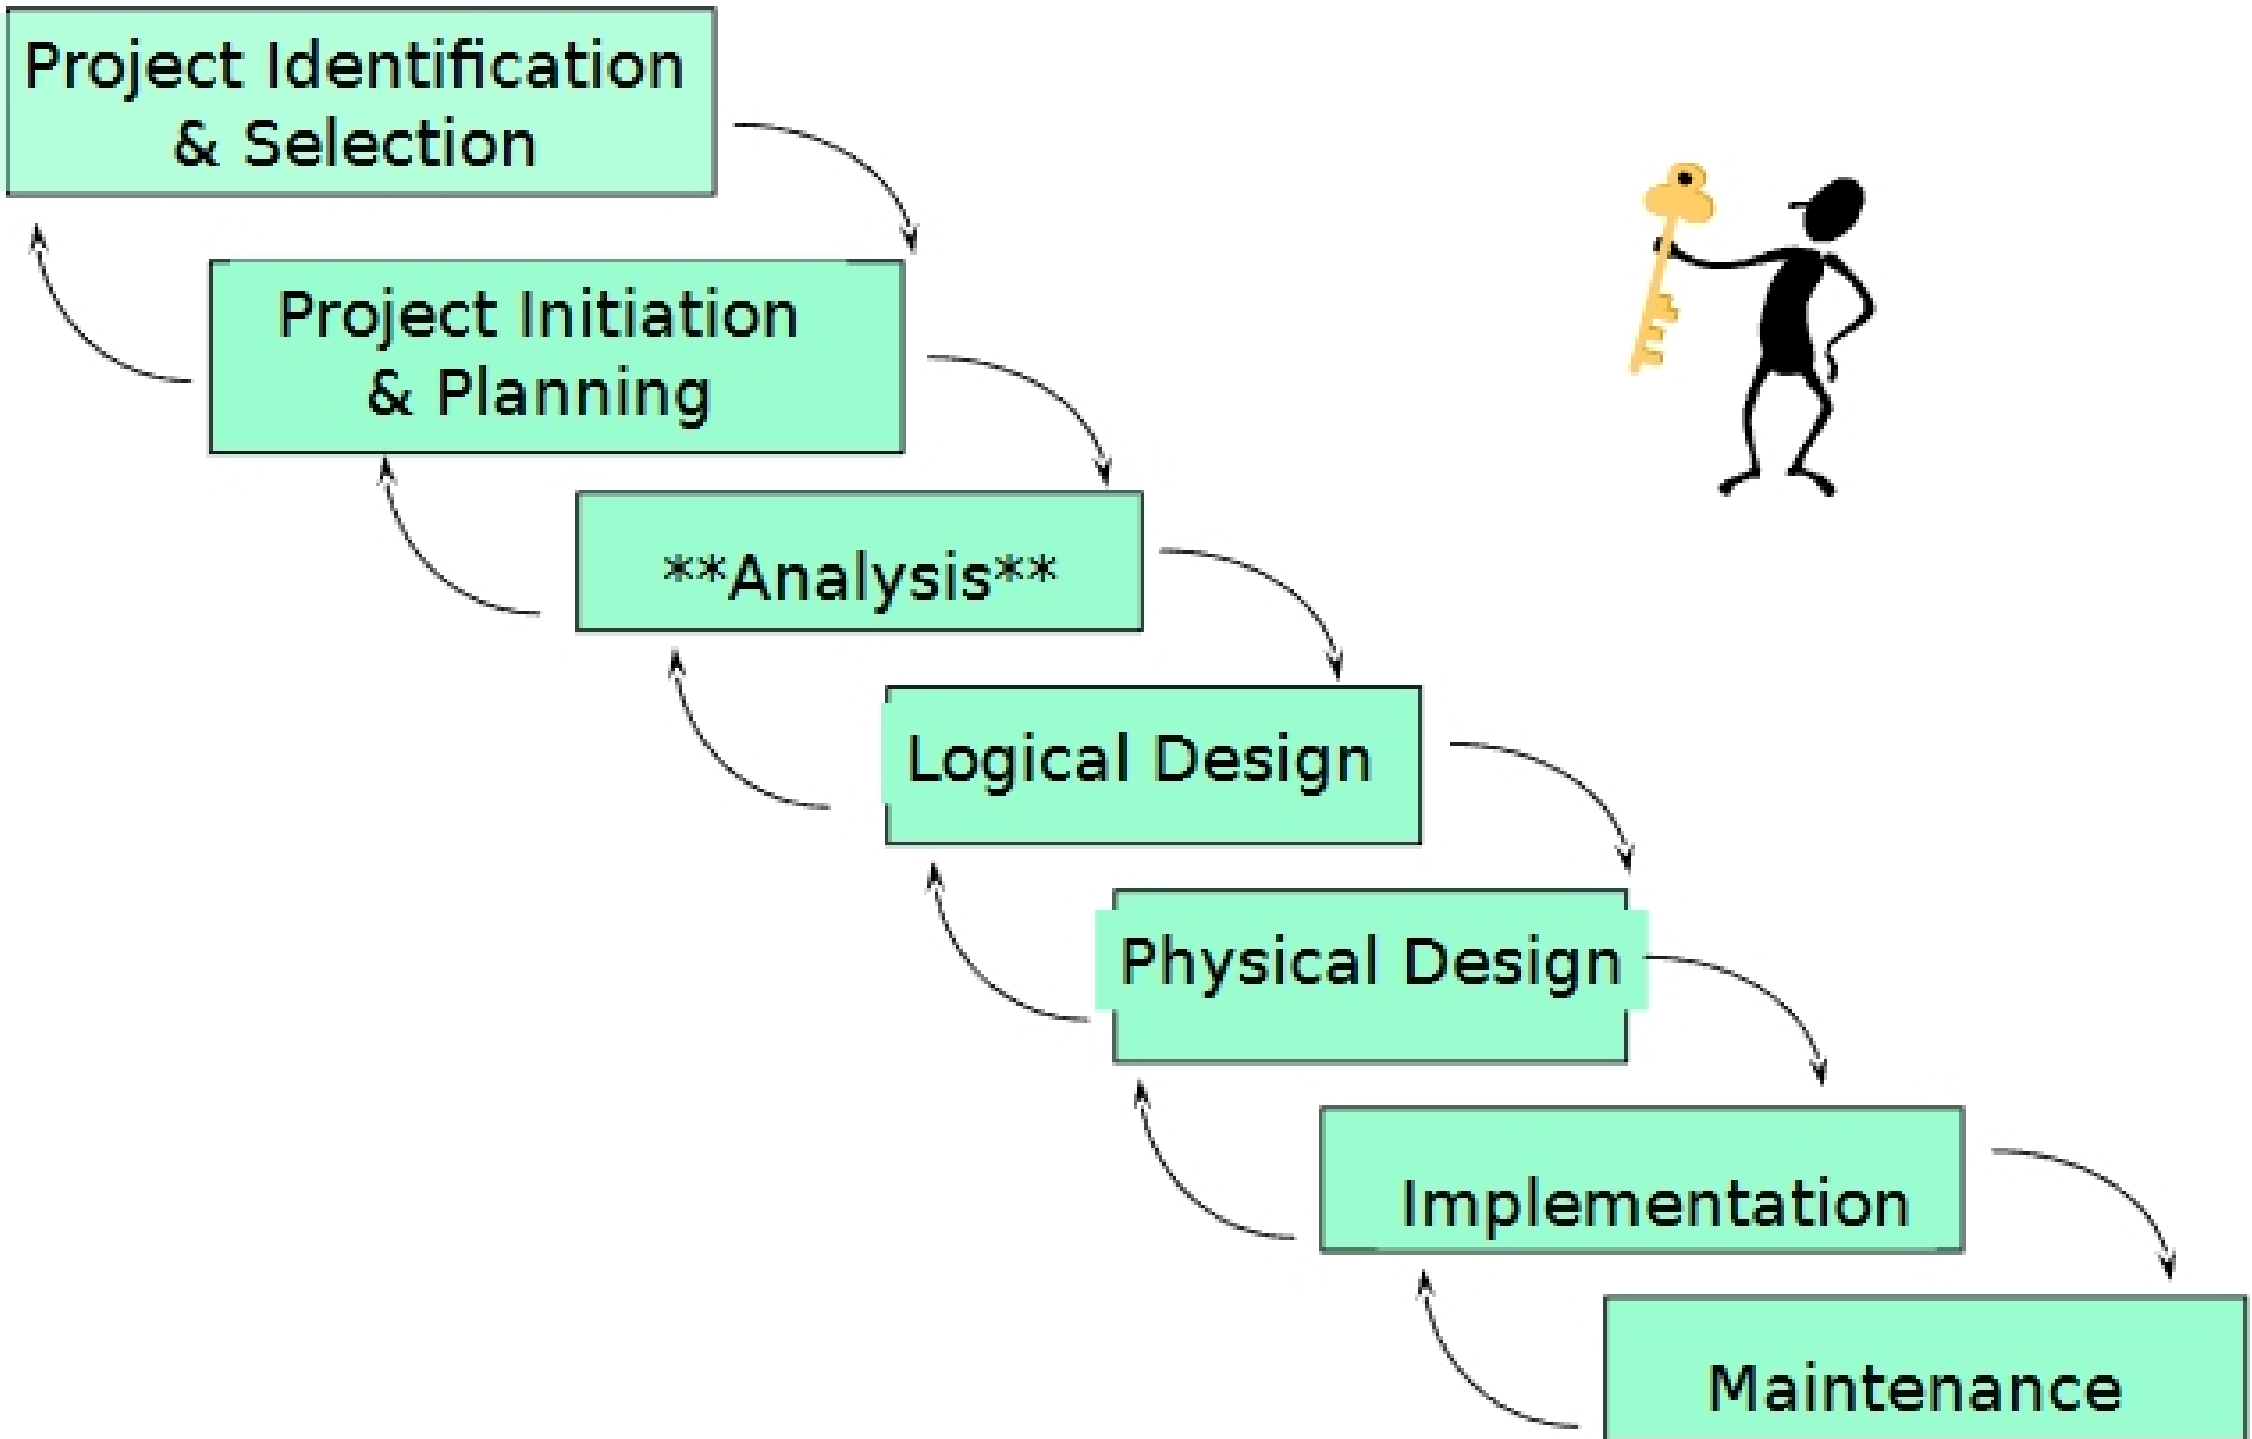 Project Identification
& Selection
Project Initiation
& Planning
**Analysis**
Logical Design
Physical Design
Implementation
Maintenance